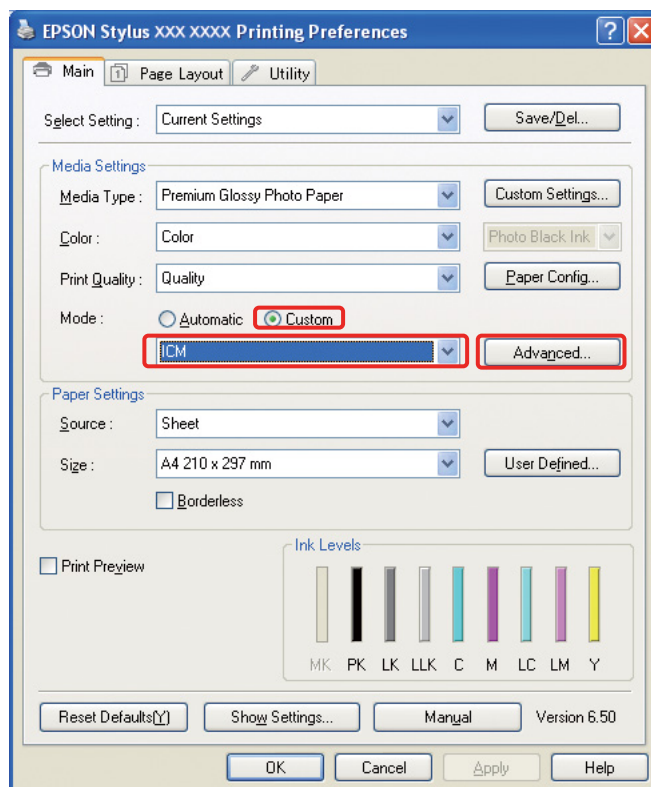 EPSON Stylus XXX XXXX Printing Preferences
Main Page Layout Utility
Select Setting : Current Settings Save/Del...
Media Settings
Media Type : Premium Glossy Photo Paper Custom Settings...
Color : Color Photo Black Ink
Print Quality : Quality Paper Config...
Mode : Automatic Custom
ICM Advanced...
Paper Settings
Source : Sheet
Size : A4 210 x 297 mm User Defined...
Borderless
Print Preview
Ink Levels
MK PK LK LLK C M LC LM Y
Reset Defaults(Y) Show Settings... Manual Version 6.50
OK Cancel Apply Help